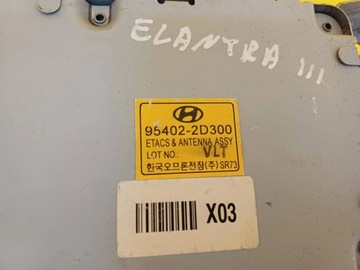 ELANTRA III
95402-2D300
ETACS & ANTENNA ASSY
LOT NO.: VLT
한국오므론전장(주) SR73
X03